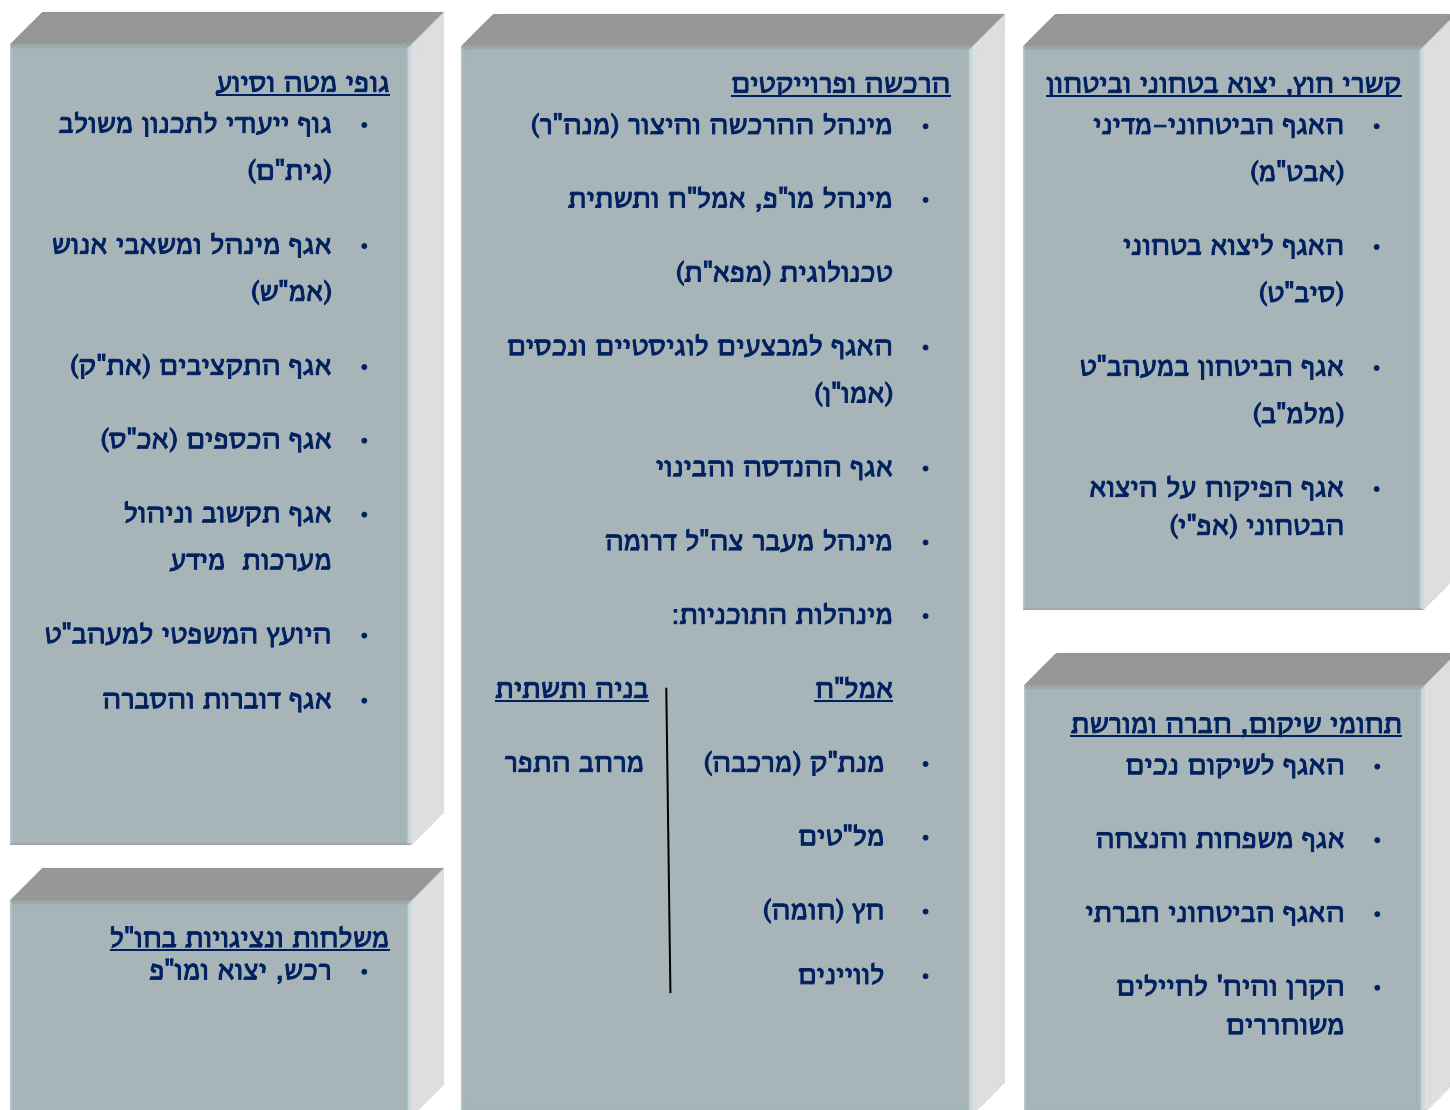 קשרי חוץ, יצוא בטחוני וביטחון
• האגף הביטחוני-מדיני
(אבט"מ)
• האגף ליצוא בטחוני
(סיב"ט)
• אגף הביטחון במעהב"ט
(מלמ"ב)
• אגף הפיקוח על היצוא
הבטחוני (אפ"י)
תחומי שיקום, חברה ומורשת
• האגף לשיקום נכים
• אגף משפחות והנצחה
• האגף הביטחוני חברתי
• הקרן והיח' לחיילים
משוחררים
הרכשה ופרוייקטים
• מינהל ההרכשה והיצור (מנה"ר)
• מינהל מו"פ, אמל"ח ותשתית
טכנולוגית (מפא"ת)
• האגף למבצעים לוגיסטיים ונכסים
(אמו"ן)
• אגף ההנדסה והבינוי
• מינהל מעבר צה"ל דרומה
• מינהלות התוכניות:
אמל"ח בניה ותשתית
• מנת"ק (מרכבה) מרחב התפר
• מל"טים
• חץ (חומה)
• לוויינים
גופי מטה וסיוע
• גוף ייעודי לתכנון משולב
(גית"ם)
• אגף מינהל ומשאבי אנוש
(אמ"ש)
• אגף התקציבים (את"ק)
• אגף הכספים (אכ"ס)
• אגף תקשוב וניהול
מערכות מידע
• היועץ המשפטי למעהב"ט
• אגף דוברות והסברה
משלחות ונציגויות בחו"ל
• רכש, יצוא ומו"פ